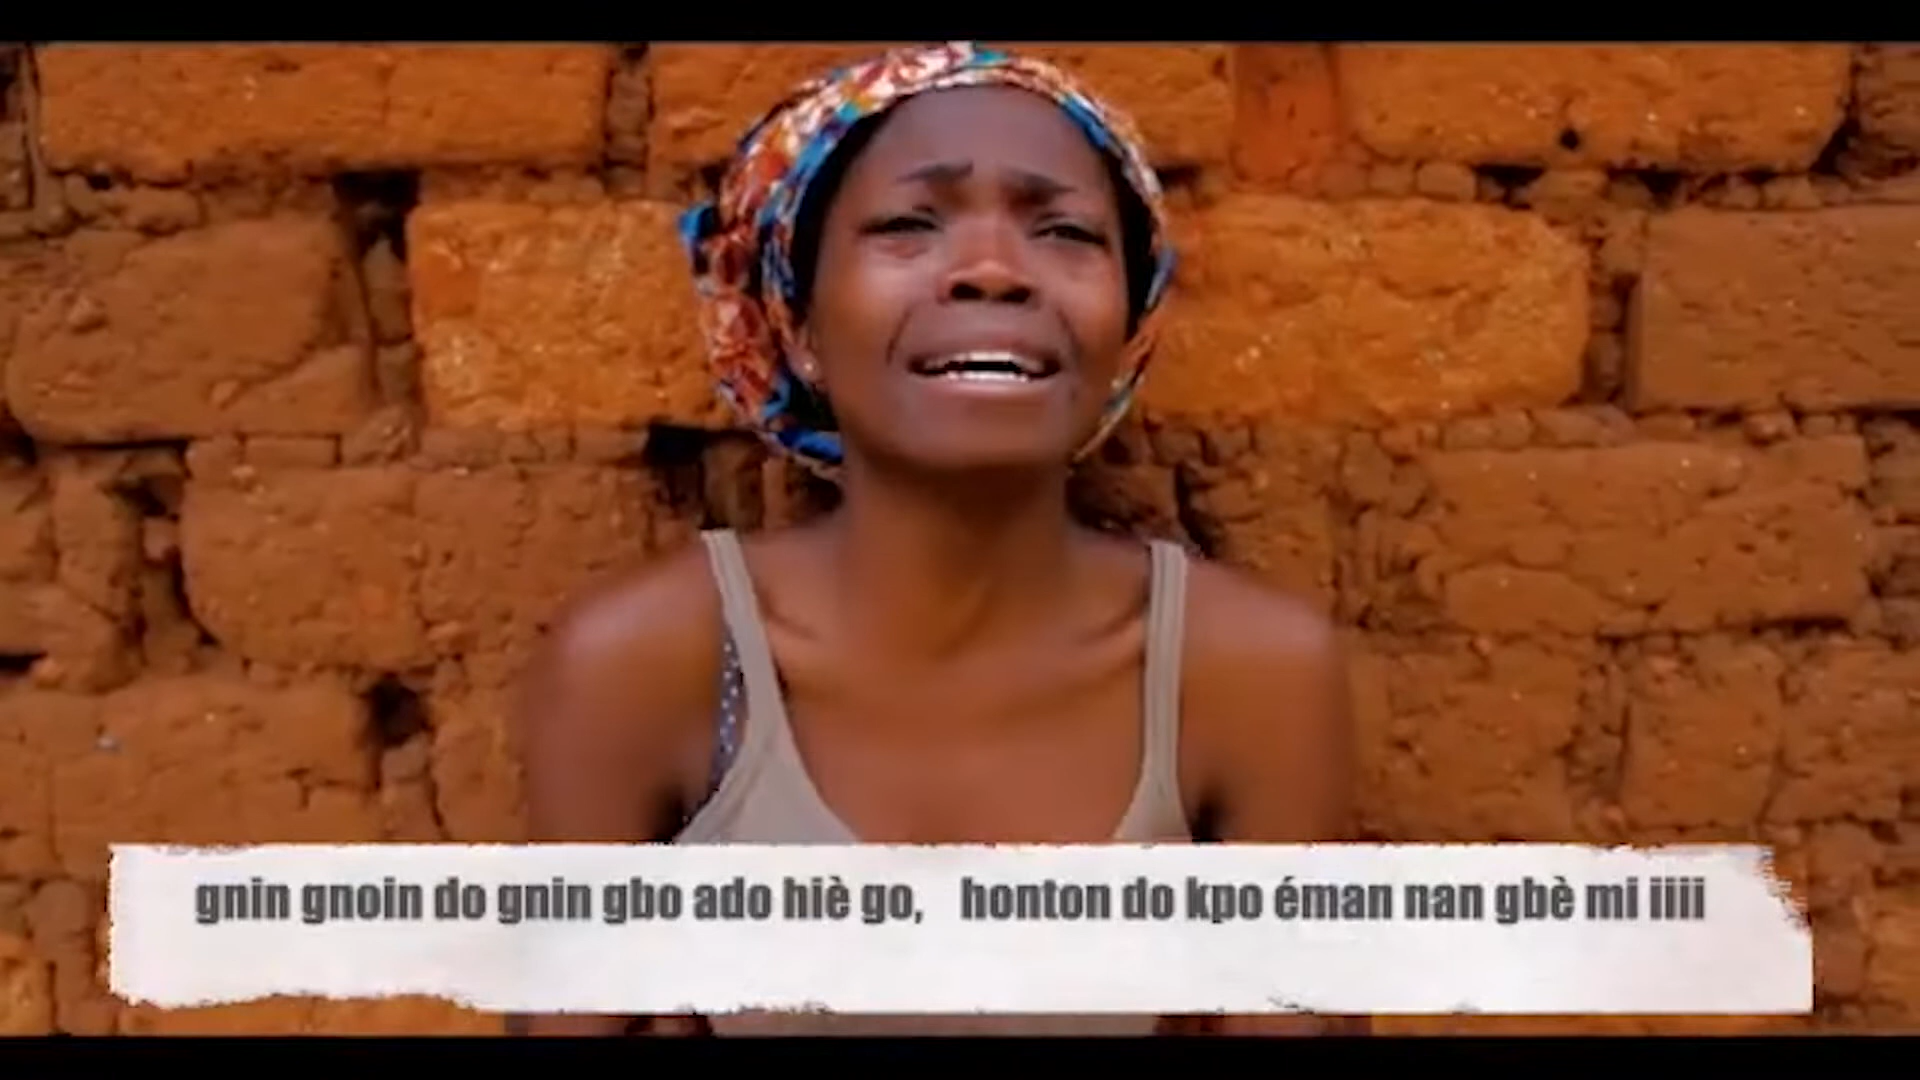 gnin gnoin do gnin gbo ado hiè go, honton do kpo éman nan gbè mi iiii